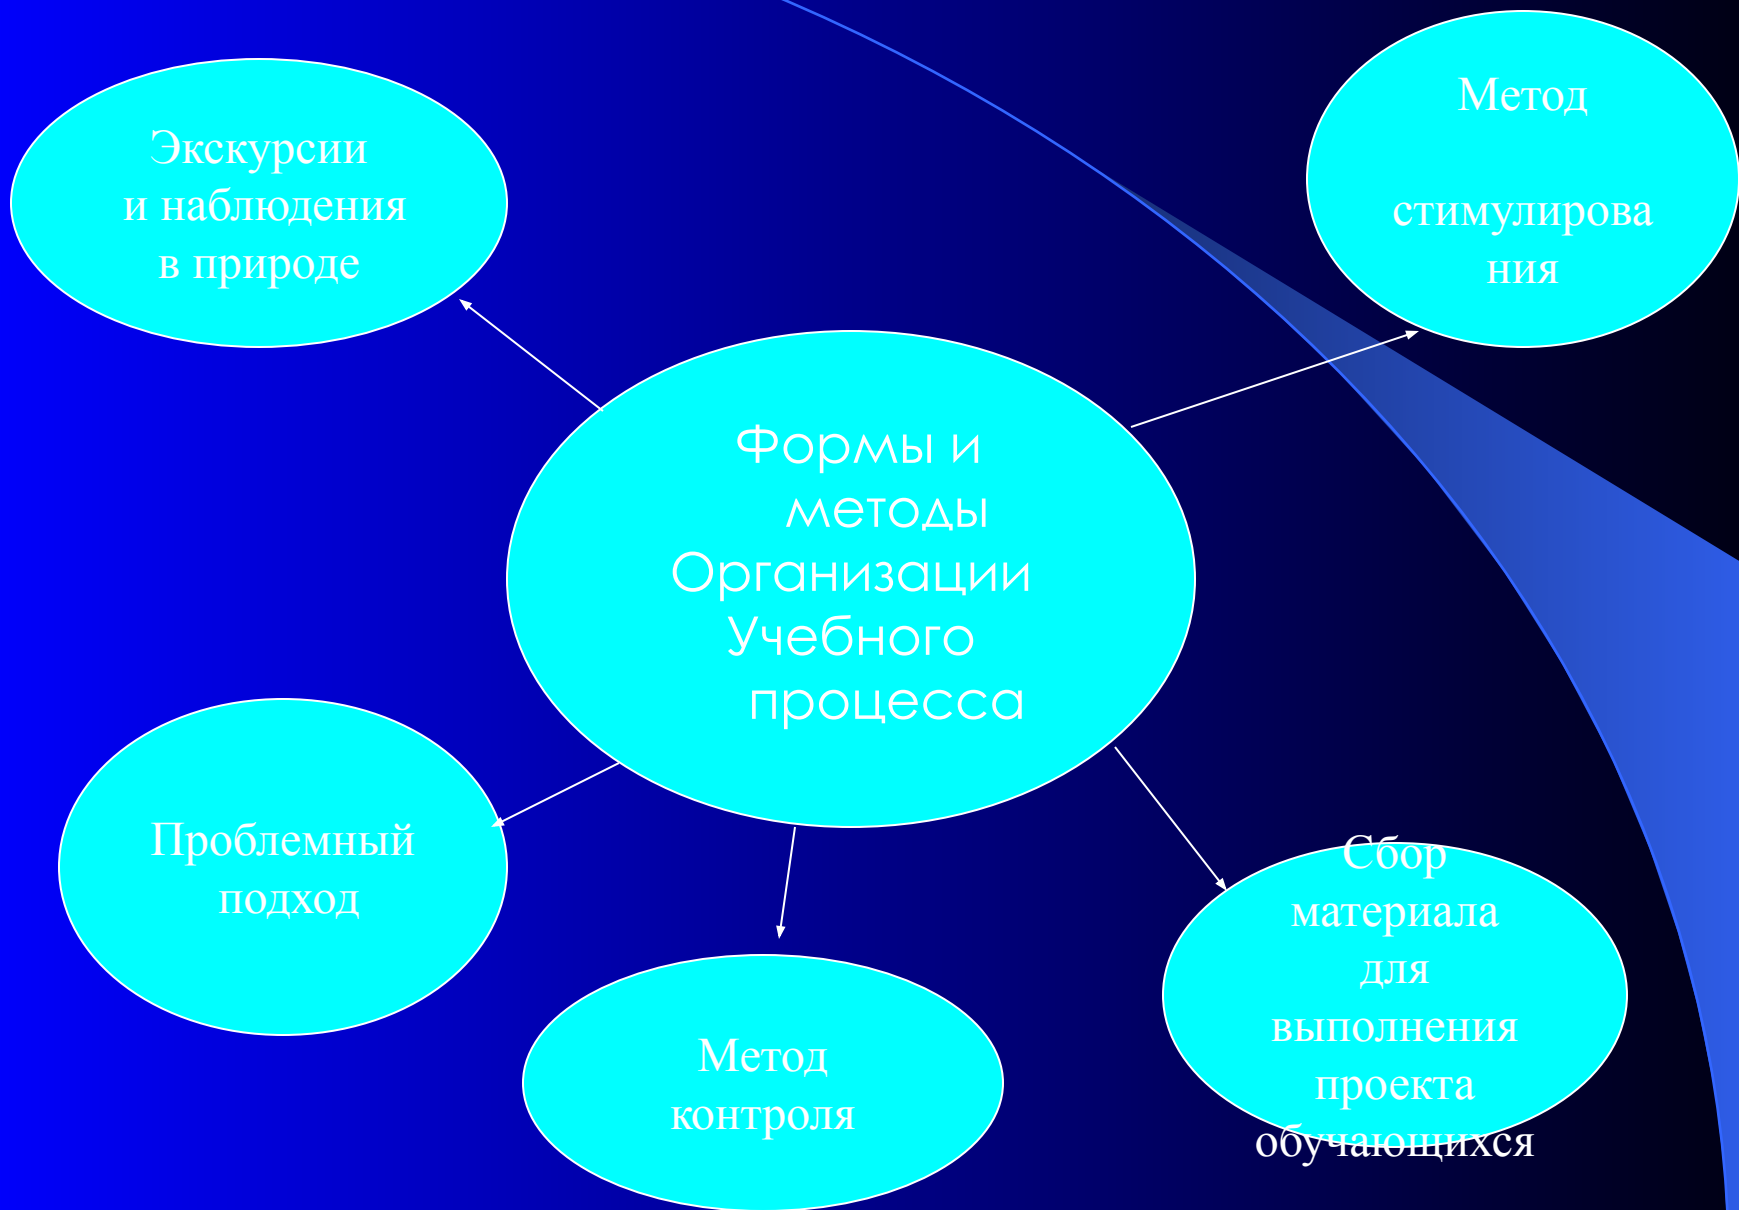 Экскурсии
и наблюдения
в природе
Метод
стимулирова
ния
Формы и
методы
Организации
Учебного
процесса
Проблемный
подход
Метод
контроля
Сбор
материала
для
выполнения
проекта
обучающихся